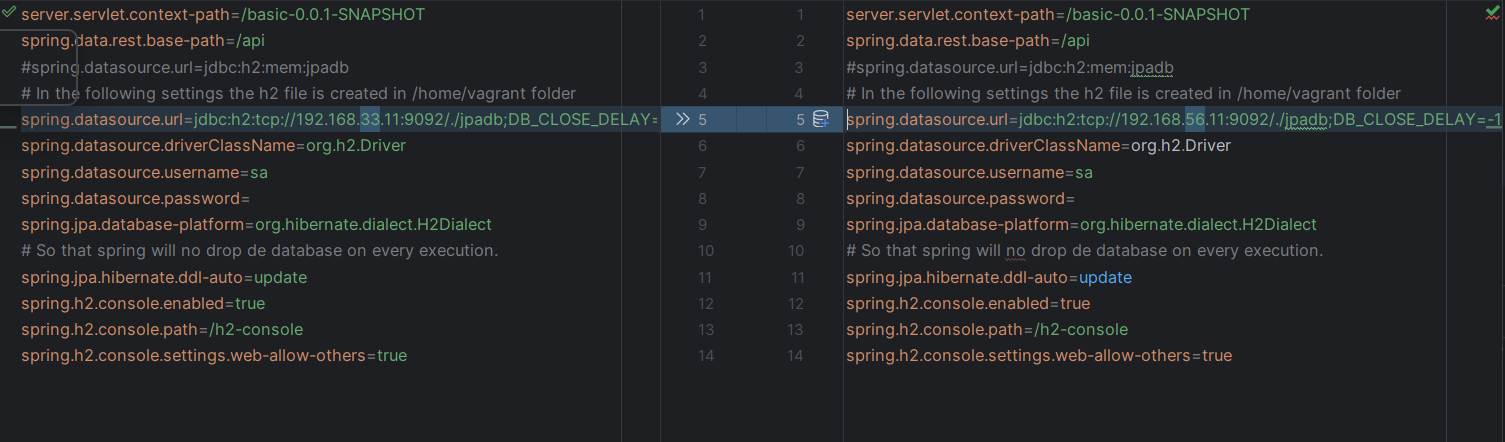 server.servlet.context-path=/basic-0.0.1-SNAPSHOT
spring.data.rest.base-path=/api
#spring.datasource.url=jdbc:h2:mem:jpadb
# In the following settings the h2 file is created in /home/vagrant folder
spring.datasource.url=jdbc:h2:tcp://192.168.33.11:9092/./jpadb;DB_CLOSE_DELAY=
spring.datasource.driverClassName=org.h2.Driver
spring.datasource.username=sa
spring.datasource.password=
spring.jpa.database-platform=org.hibernate.dialect.H2Dialect
# So that spring will no drop de database on every execution.
spring.jpa.hibernate.ddl-auto=update
spring.h2.console.enabled=true
spring.h2.console.path=/h2-console
spring.h2.console.settings.web-allow-others=true
1 1
2 2
3 3
4 4
5 5
6 6
7 7
8 8
9 9
10 10
11 11
12 12
13 13
14 14
server.servlet.context-path=/basic-0.0.1-SNAPSHOT
spring.data.rest.base-path=/api
#spring.datasource.url=jdbc:h2:mem:jpadb
# In the following settings the h2 file is created in /home/vagrant folder
spring.datasource.url=jdbc:h2:tcp://192.168.56.11:9092/./jpadb;DB_CLOSE_DELAY=-1
spring.datasource.driverClassName=org.h2.Driver
spring.datasource.username=sa
spring.datasource.password=
spring.jpa.database-platform=org.hibernate.dialect.H2Dialect
# So that spring will no drop de database on every execution.
spring.jpa.hibernate.ddl-auto=update
spring.h2.console.enabled=true
spring.h2.console.path=/h2-console
spring.h2.console.settings.web-allow-others=true